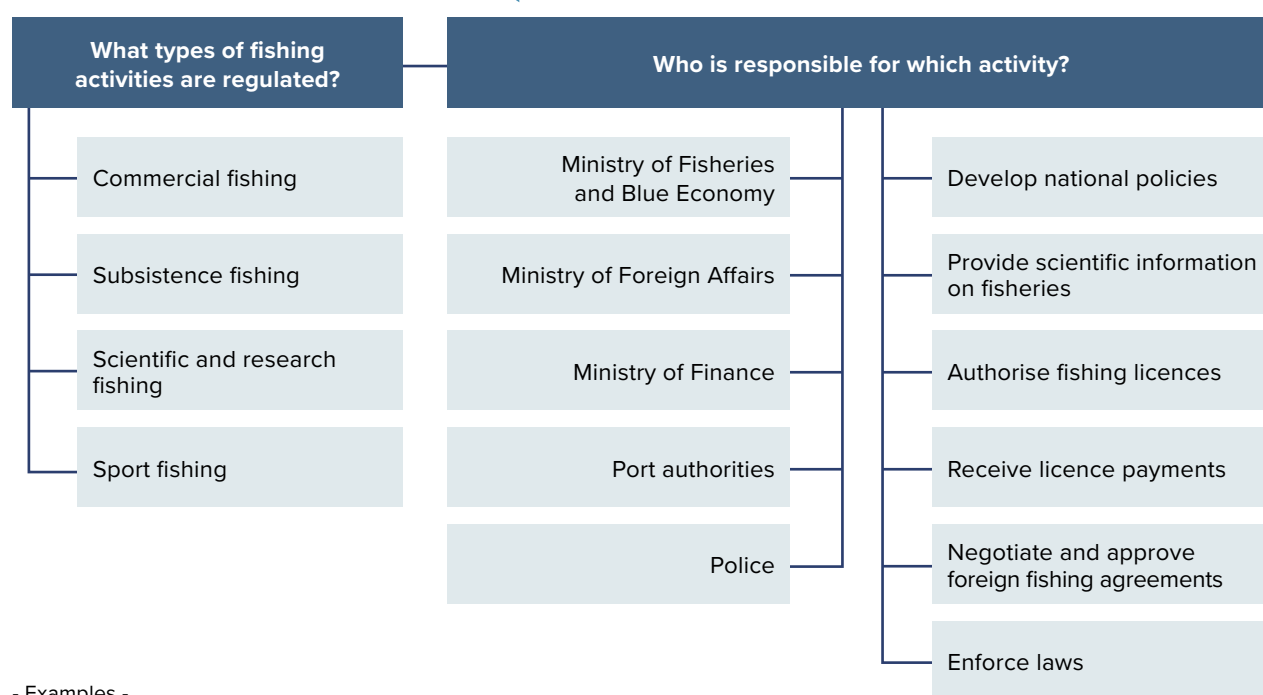 What types of fishing
activities are regulated?
Commercial fishing
Subsistence fishing
Scientific and research
fishing
Sport fishing
Who is responsible for which activity?
Ministry of Fisheries
and Blue Economy
Ministry of Foreign Affairs
Ministry of Finance
Port authorities
Police
Develop national policies
Provide scientific information
on fisheries
Authorise fishing licences
Receive licence payments
Negotiate and approve
foreign fishing agreements
Enforce laws
- Examples -